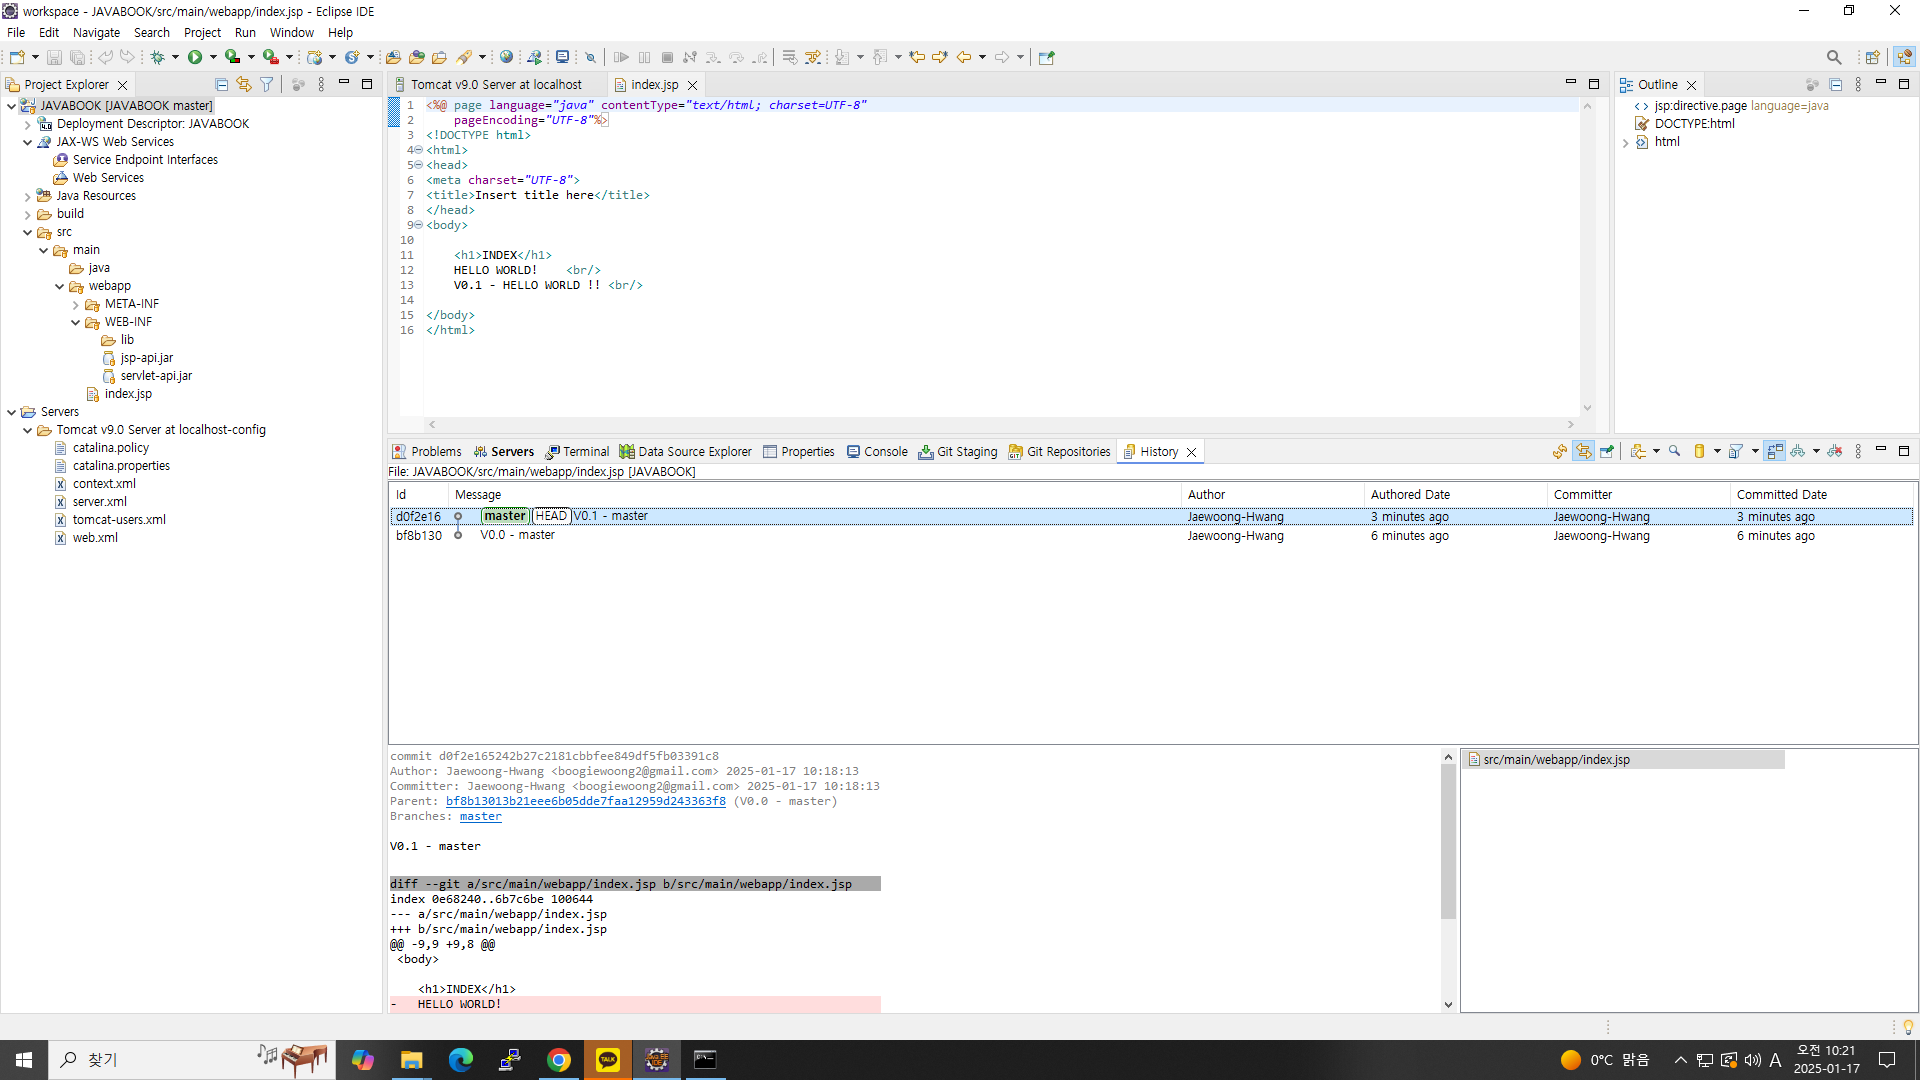 workspace - JAVABOOK/src/main/webapp/index.jsp - Eclipse IDE
File Edit Navigate Search Project Run Window Help
Project Explorer
JAVABOOK [JAVABOOK master]
Deployment Descriptor: JAVABOOK
JAX-WS Web Services
Service Endpoint Interfaces
Web Services
Java Resources
build
src
main
java
webapp
META-INF
WEB-INF
lib
jsp-api.jar
servlet-api.jar
index.jsp
Servers
Tomcat v9.0 Server at localhost-config
catalina.policy
catalina.properties
context.xml
server.xml
tomcat-users.xml
web.xml
Tomcat v9.0 Server at localhost index.jsp
1 <%@ page language="java" contentType="text/html; charset=UTF-8"
2 pageEncoding="UTF-8"%>
3 <!DOCTYPE html>
4 <html>
5 <head>
6 <meta charset="UTF-8">
7 <title>Insert title here</title>
8 </head>
9 <body>
10
11 <h1>INDEX</h1>
12 HELLO WORLD! <br/>
13 V0.1 - HELLO WORLD !! <br/>
14
15 </body>
16 </html>
Outline
jsp:directive.page language=java
DOCTYPE:html
html
Problems Servers Terminal Data Source Explorer Properties Console Git Staging Git Repositories History
File: JAVABOOK/src/main/webapp/index.jsp [JAVABOOK]
Id Message Author Authored Date Committer Committed Date
d0f2e16 master HEAD V0.1 - master Jaewoong-Hwang 3 minutes ago Jaewoong-Hwang 3 minutes ago
bf8b130 V0.0 - master Jaewoong-Hwang 6 minutes ago Jaewoong-Hwang 6 minutes ago
commit d0f2e165242b27c2181cbbfee849df5fb03391c8
Author: Jaewoong-Hwang <boogiewoong2@gmail.com> 2025-01-17 10:18:13
Committer: Jaewoong-Hwang <boogiewoong2@gmail.com> 2025-01-17 10:18:13
Parent: bf8b13013b21eee6b05dde7faa12959d243363f8 (V0.0 - master)
Branches: master
V0.1 - master
diff --git a/src/main/webapp/index.jsp b/src/main/webapp/index.jsp
index 0e68240..6b7c6be 100644
--- a/src/main/webapp/index.jsp
+++ b/src/main/webapp/index.jsp
@@ -9,9 +9,8 @@
<body>
<h1>INDEX</h1>
- HELLO WORLD!
src/main/webapp/index.jsp
찾기
TALK
0°C 맑음
A
오전 10:21
2025-01-17